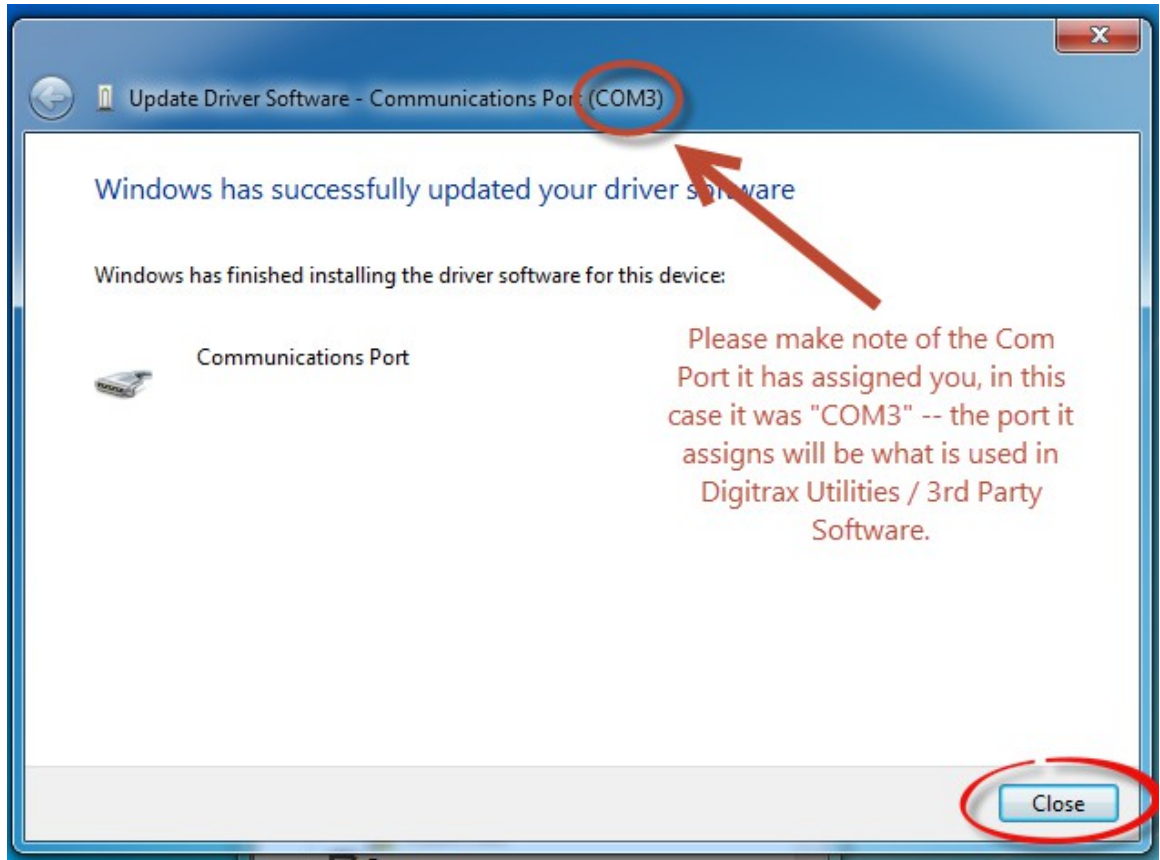 Update Driver Software - Communications Port (COM3)
Windows has successfully updated your driver software
Windows has finished installing the driver software for this device:
Communications Port
Please make note of the Com
Port it has assigned you, in this
case it was "COM3" -- the port it
assigns will be what is used in
Digitrax Utilities / 3rd Party
Software.
Close